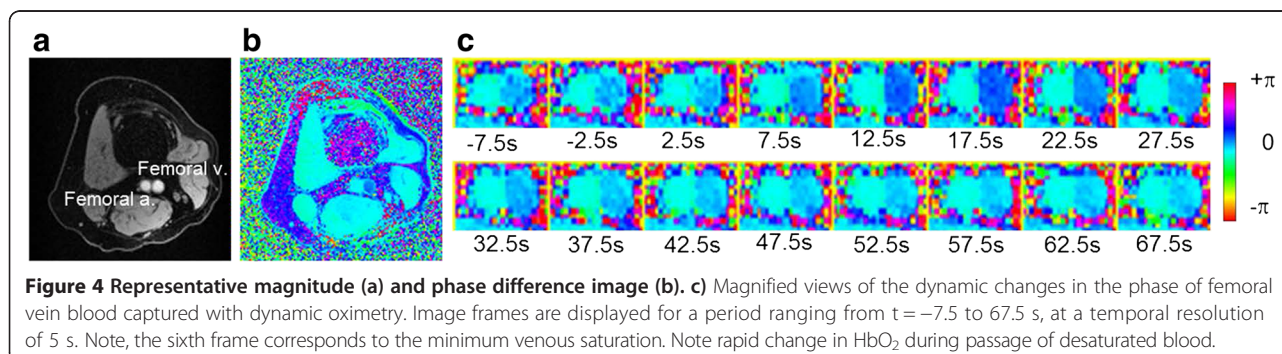 a
b
c
Femoral v.
Femoral a.
-7.5s -2.5s 2.5s 7.5s 12.5s 17.5s 22.5s 27.5s
32.5s 37.5s 42.5s 47.5s 52.5s 57.5s 62.5s 67.5s
+π
0
-π
Figure 4 Representative magnitude (a) and phase difference image (b). c) Magnified views of the dynamic changes in the phase of femoral
vein blood captured with dynamic oximetry. Image frames are displayed for a period ranging from t = −7.5 to 67.5 s, at a temporal resolution
of 5 s. Note, the sixth frame corresponds to the minimum venous saturation. Note rapid change in HbO₂ during passage of desaturated blood.